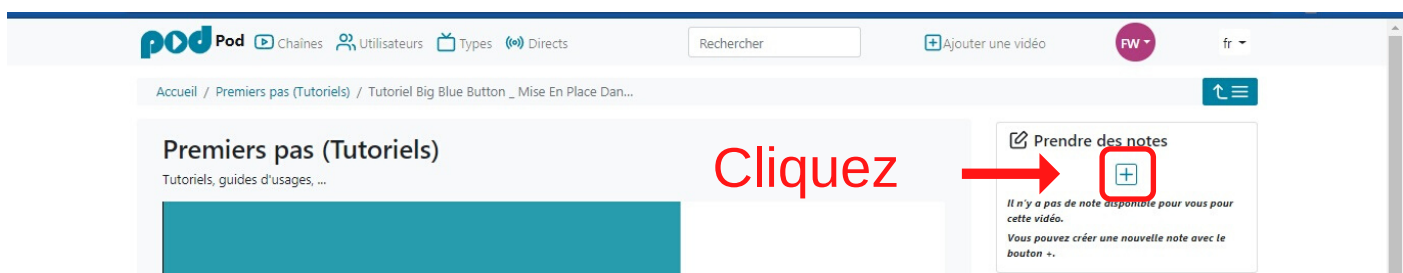 pod Pod Chaînes Utilisateurs Types Directs Rechercher Ajouter une vidéo FW fr
Accueil / Premiers pas (Tutoriels) / Tutoriel Big Blue Button _ Mise En Place Dan...
Premiers pas (Tutoriels)
Tutoriels, guides d'usages, ...
Cliquez
Prendre des notes
Il n'y a pas de note disponible pour vous pour
cette vidéo.
Vous pouvez créer une nouvelle note avec le
bouton +.